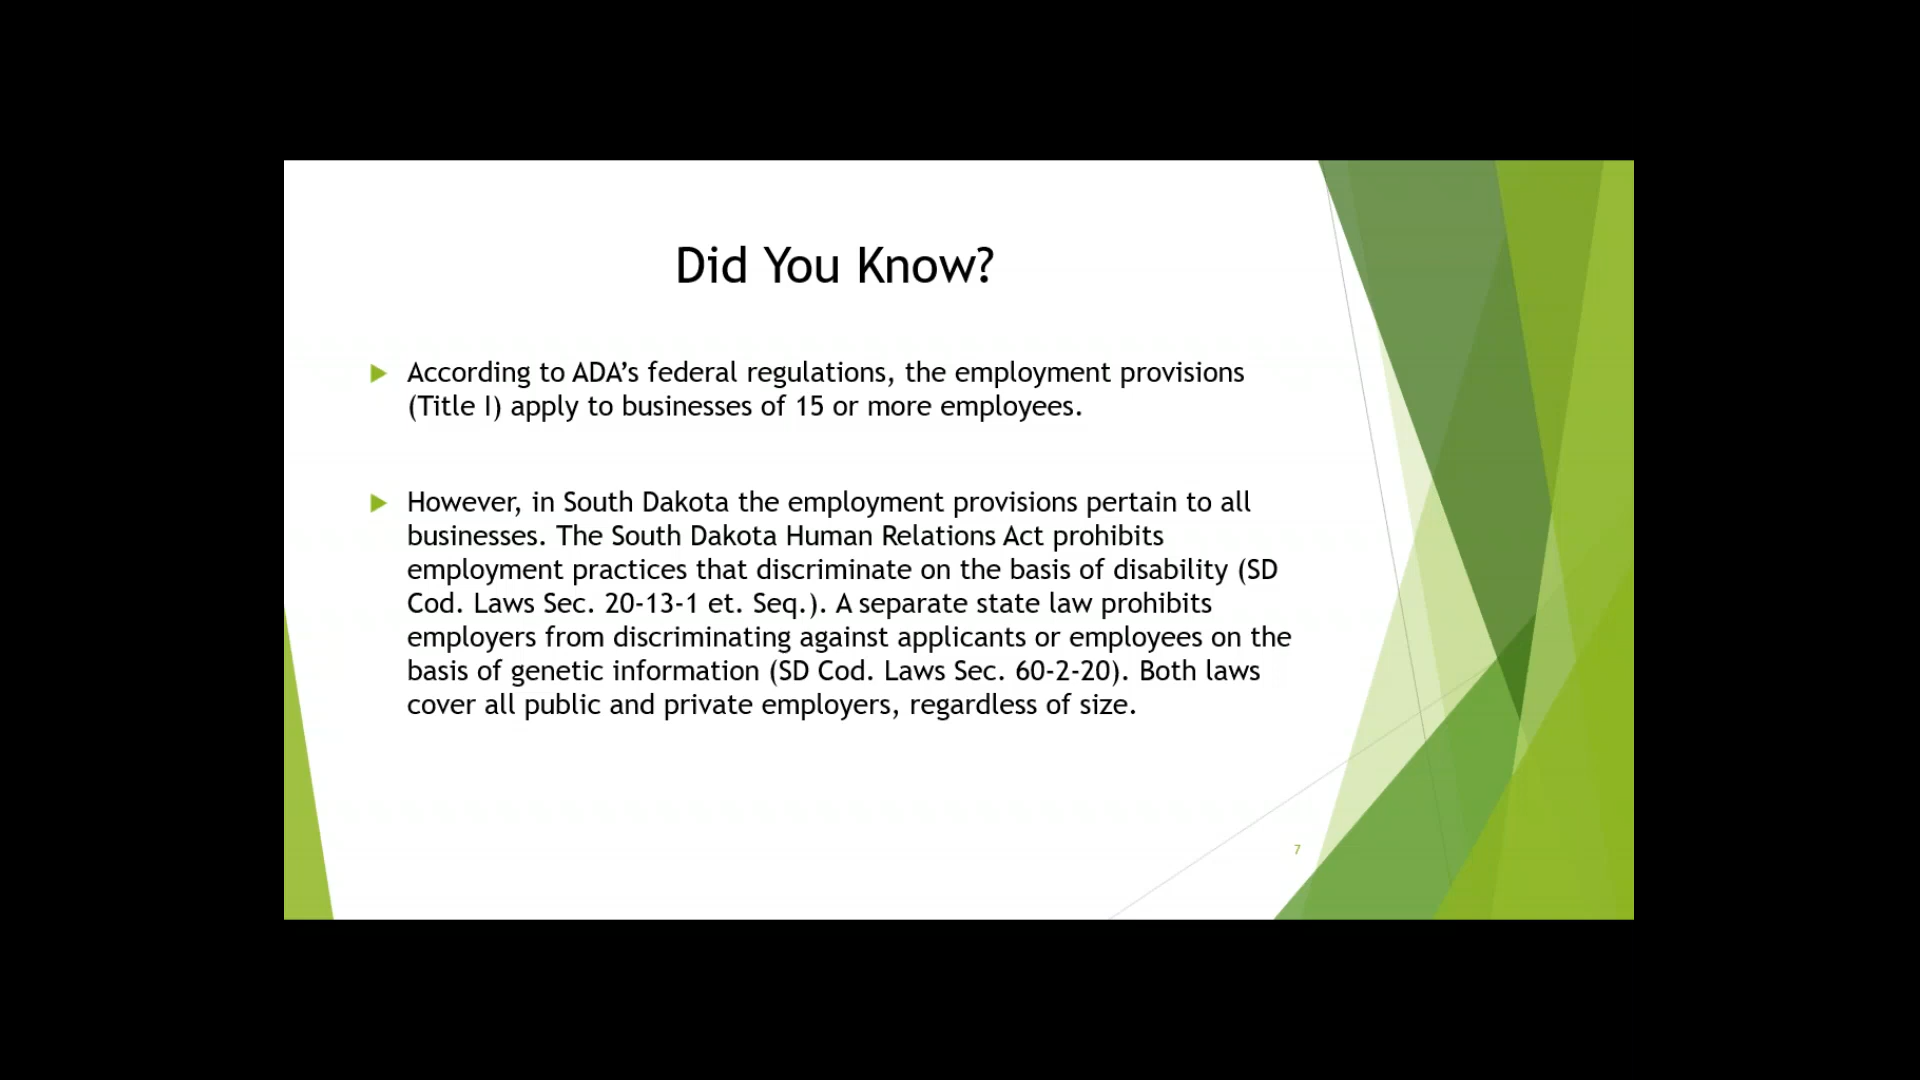 Did You Know?
According to ADA’s federal regulations, the employment provisions
(Title I) apply to businesses of 15 or more employees.
However, in South Dakota the employment provisions pertain to all
businesses. The South Dakota Human Relations Act prohibits
employment practices that discriminate on the basis of disability (SD
Cod. Laws Sec. 20-13-1 et. Seq.). A separate state law prohibits
employers from discriminating against applicants or employees on the
basis of genetic information (SD Cod. Laws Sec. 60-2-20). Both laws
cover all public and private employers, regardless of size.
7